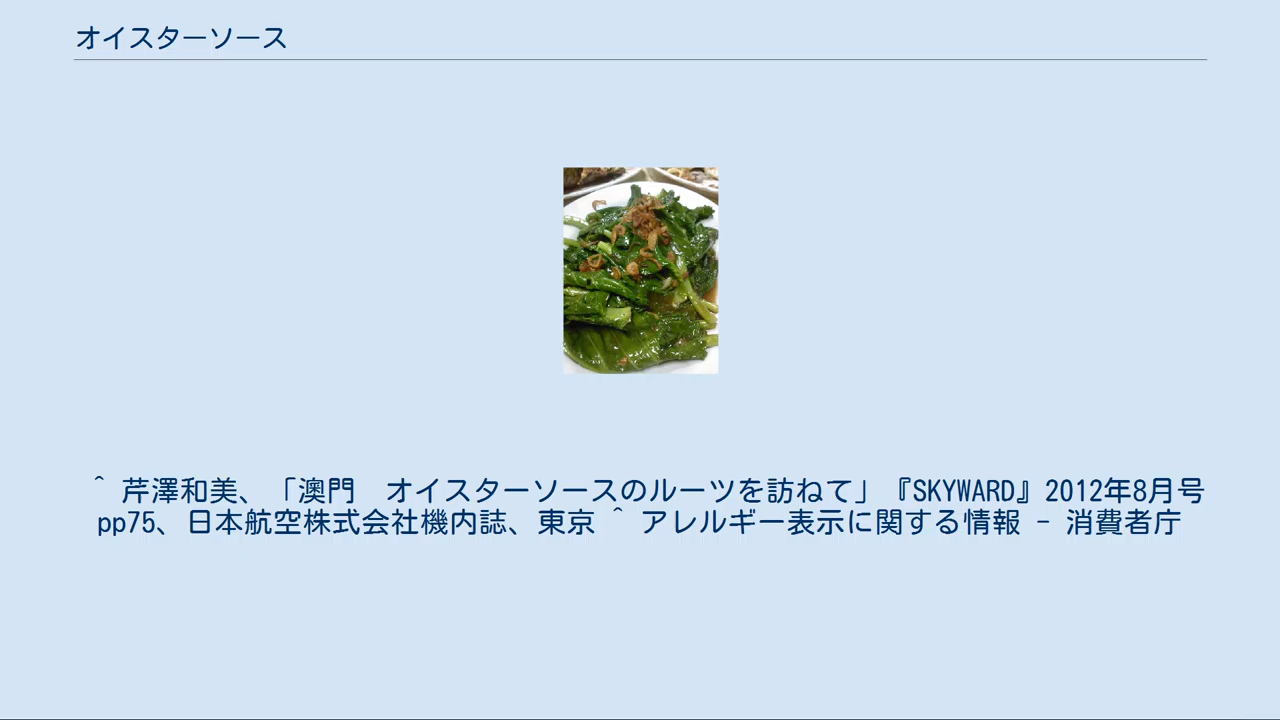 オイスターソース
^ 芹澤和美、「澳門　オイスターソースのルーツを訪ねて」『SKYWARD』2012年8月号
pp75、日本航空株式会社機内誌、東京 ^ アレルギー表示に関する情報 - 消費者庁